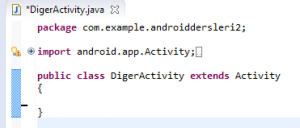 *DigerActivity.java
package com.example.androiddersleri2;
import android.app.Activity;
public class DigerActivity extends Activity
{
}